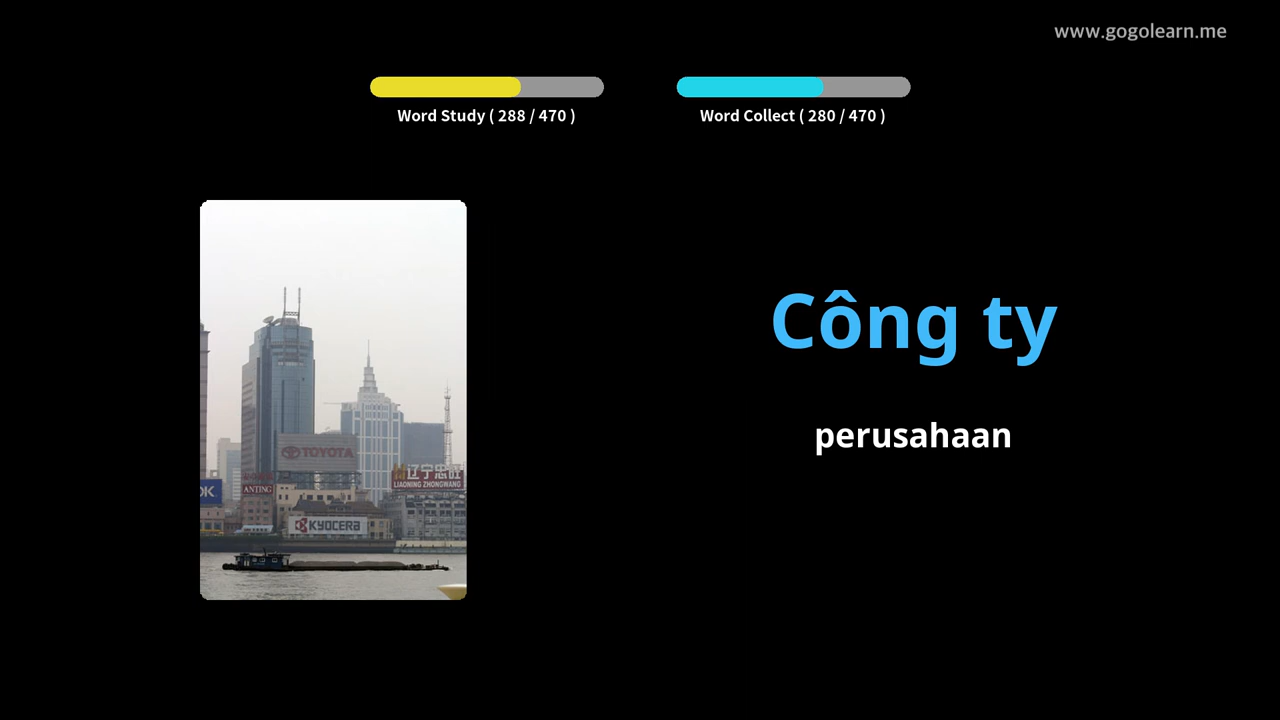 www.gogolearn.me
Word Study ( 288 / 470 )
Word Collect ( 280 / 470 )
Công ty
perusahaan
TOYOTA
辽宁忠旺
LIAONING ZHONGWANG
OK
ANTING
KYOCERA